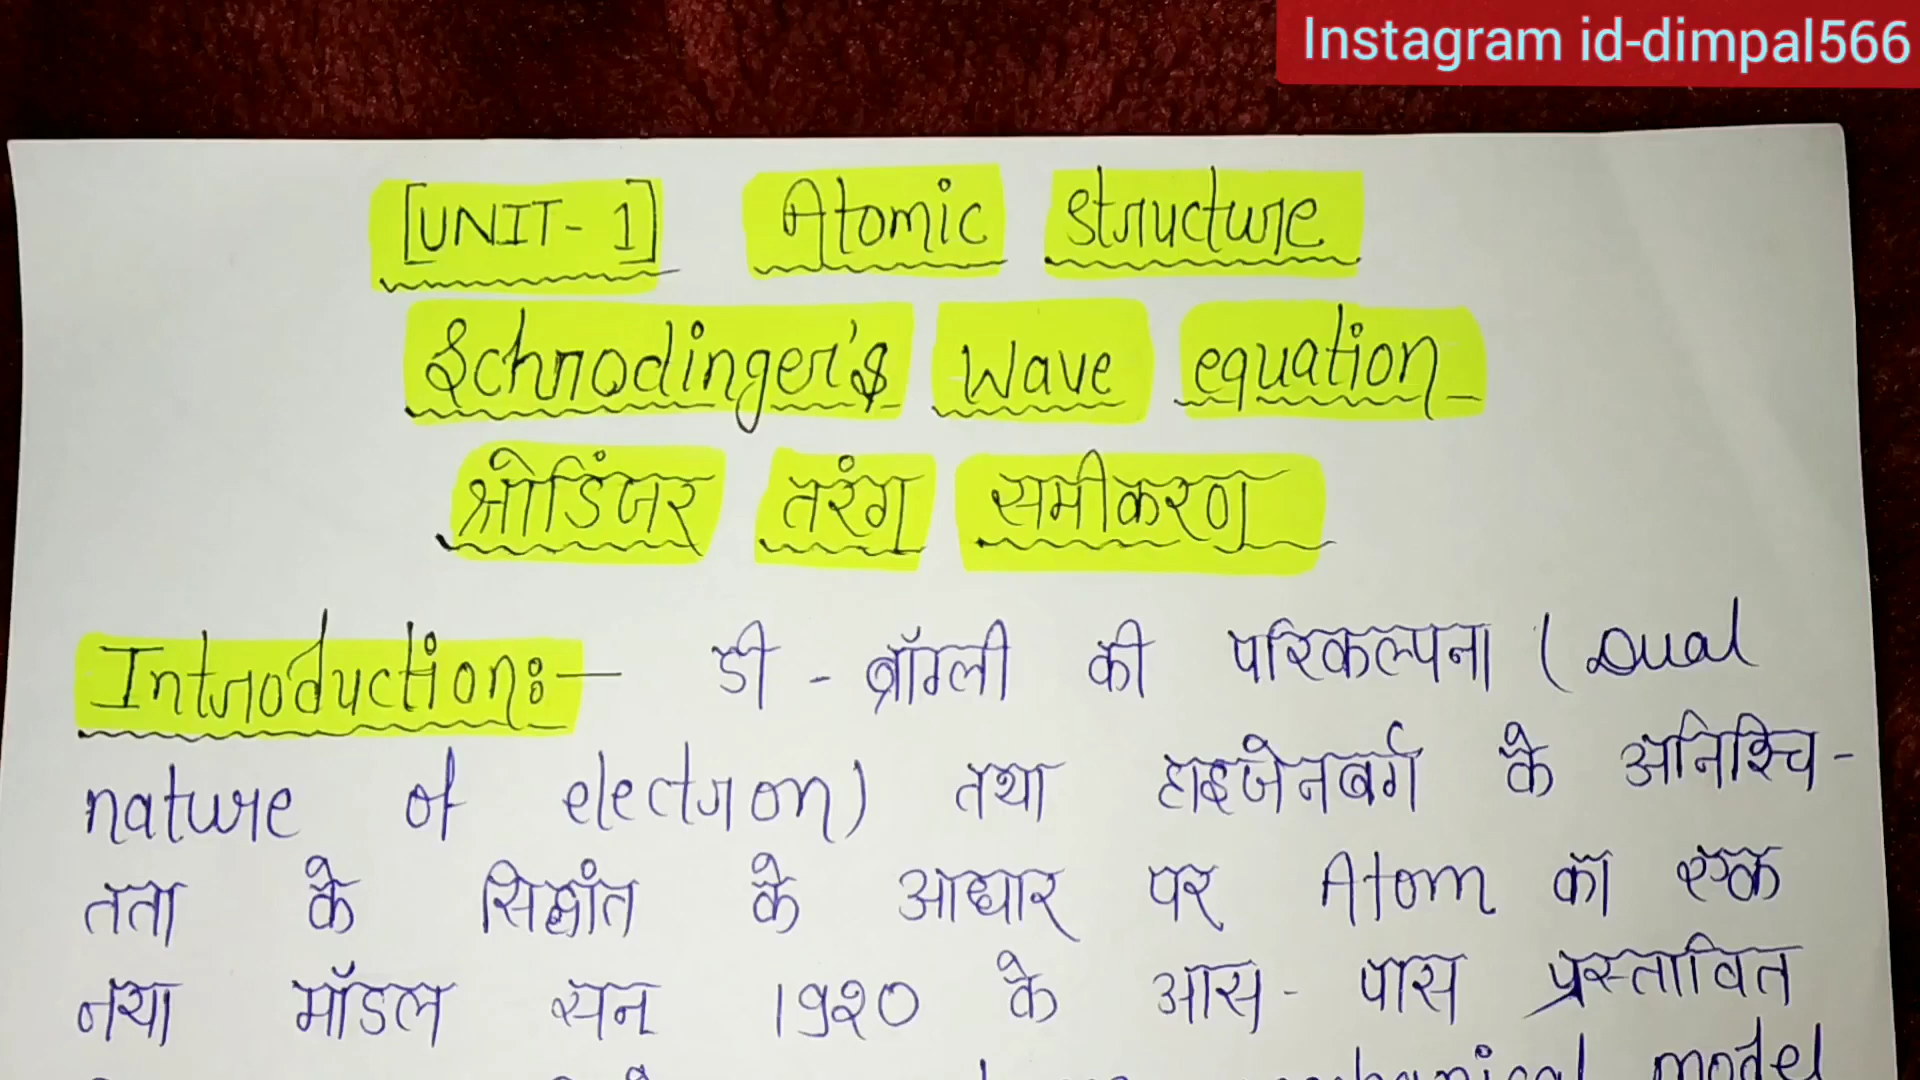 Instagram id-dimpal566
[UNIT- 1] Atomic structure
Schrodinger's Wave equation
श्रोडिंजर तरंग समीकरण
Introduction:- डी - ब्रॉग्ली की परिकल्पना ( Dual
nature of electron) तथा हाइजेनबर्ग के अनिश्चि-
तता के सिद्धांत के आधार पर Atom का एक
नया मॉडल सन 1920 के आस- पास प्रस्तावित
model